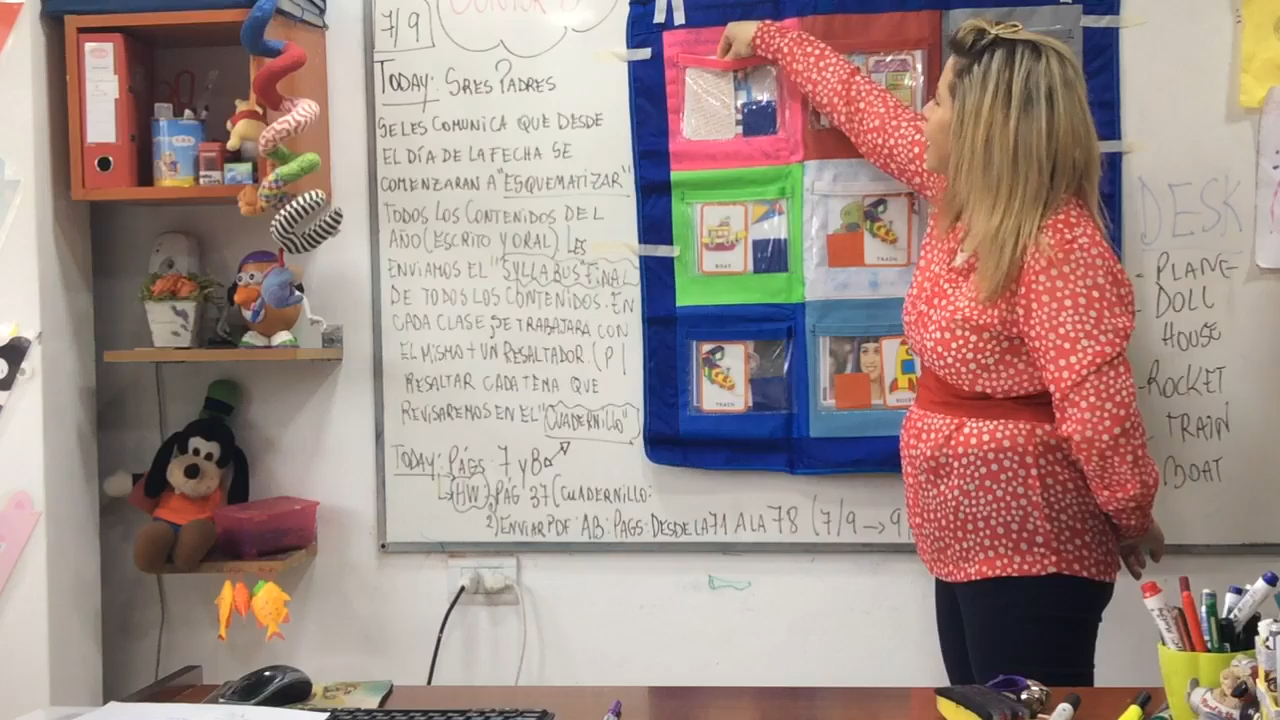 7/9
TODAY: SRES PADRES
SE LES COMUNICA QUE DESDE
EL DÍA DE LA FECHA SE
COMENZARAN A "ESQUEMATIZAR"
TODOS LOS CONTENIDOS DEL
AÑO (ESCRITO Y ORAL) LES
ENVIAMOS EL "SYLLABUS FINAL
DE TODOS LOS CONTENIDOS. EN
CADA CLASE SE TRABAJARA CON
EL MISMO + UN RESALTADOR. (P/
RESALTAR CADA TEMA QUE
REVISAREMOS EN EL "CUADERNILLO"
TODAY: PÁGS: 7 y 8
HW PÁG 37 (CUADERNILLO:
2) ENVIAR PDF AB: PAGS: DESDE LA 71 A LA 78 (7/9 → 9
BOAT
TRAIN
TRAIN
DESK
- PLANE
- DOLL
HOUSE
- ROCKET
- TRAIN
BOAT